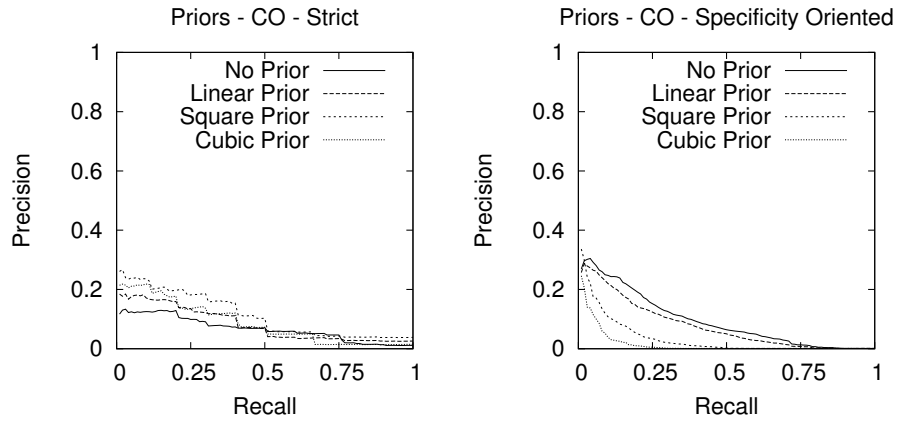 Priors - CO - Strict
1
0.8
0.6
0.4
0.2
0
Precision
No Prior
Linear Prior
Square Prior
Cubic Prior
0 0.25 0.5 0.75 1
Recall
Priors - CO - Specificity Oriented
1
0.8
0.6
0.4
0.2
0
Precision
No Prior
Linear Prior
Square Prior
Cubic Prior
0 0.25 0.5 0.75 1
Recall